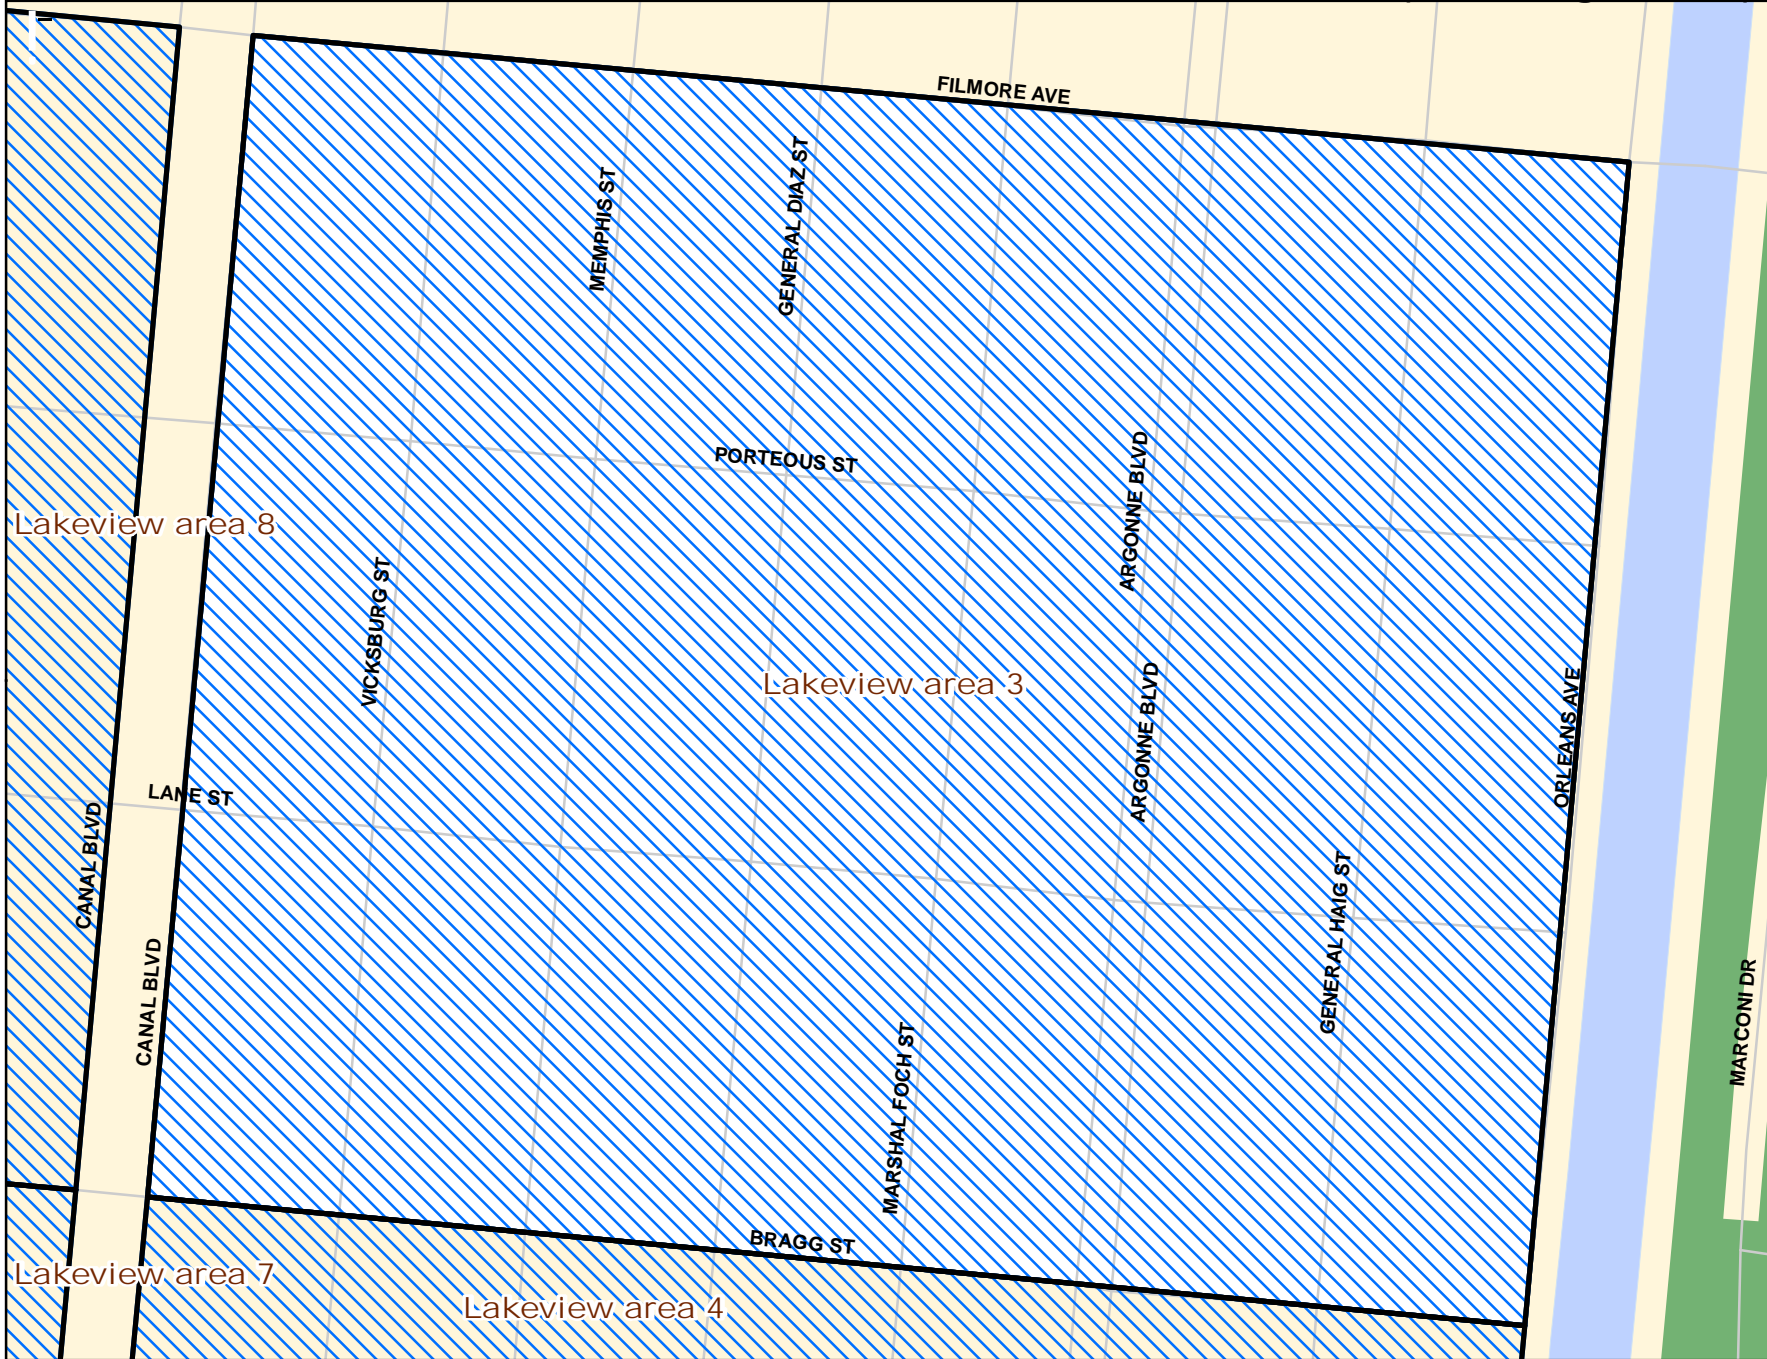 FILMORE AVE
MEMPHIS ST
GENERAL DIAZ ST
PORTEOUS ST
ARGONNE BLVD
Lakeview area 8
VICKSBURG ST
Lakeview area 3
ARGONNE BLVD
ORLEANS AVE
LANE ST
CANAL BLVD
CANAL BLVD
GENERAL HAIG ST
MARCONI DR
MARSHAL FOCH ST
BRAGG ST
Lakeview area 7
Lakeview area 4